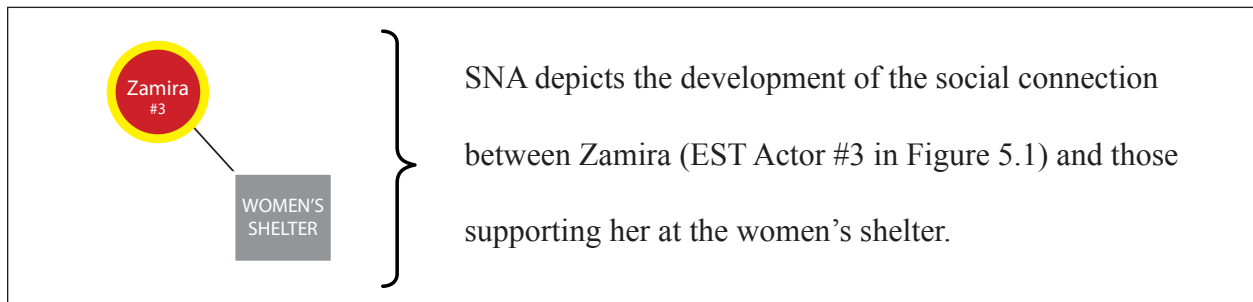 Zamira
#3
WOMEN’S
SHELTER
SNA depicts the development of the social connection
between Zamira (EST Actor #3 in Figure 5.1) and those
supporting her at the women’s shelter.